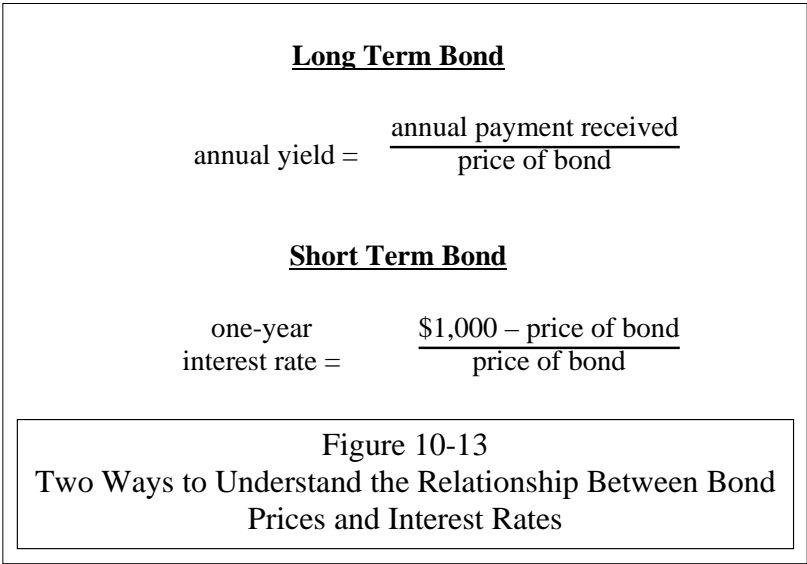 Long Term Bond
annual payment received
annual yield =
price of bond
Short Term Bond
one-year
$1,000 – price of bond
interest rate =
price of bond
Figure 10-13
Two Ways to Understand the Relationship Between Bond
Prices and Interest Rates